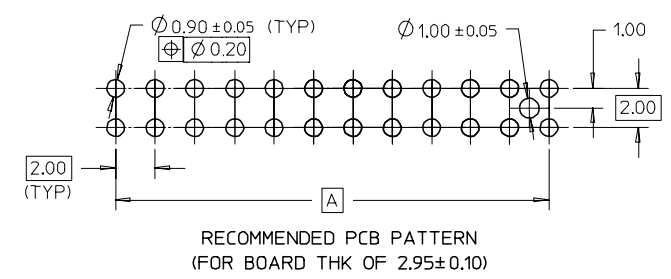 Ø 0.90 ±0.05 (TYP)
⌖ Ø 0.20
Ø 1.00 ±0.05
1.00
2.00
2.00
(TYP)
A
RECOMMENDED PCB PATTERN
(FOR BOARD THK OF 2.95±0.10)